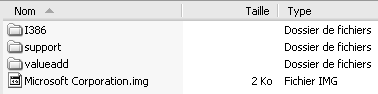 Nom Taille Type
I386 Dossier de fichiers
support Dossier de fichiers
valueadd Dossier de fichiers
Microsoft Corporation.img 2 Ko Fichier IMG